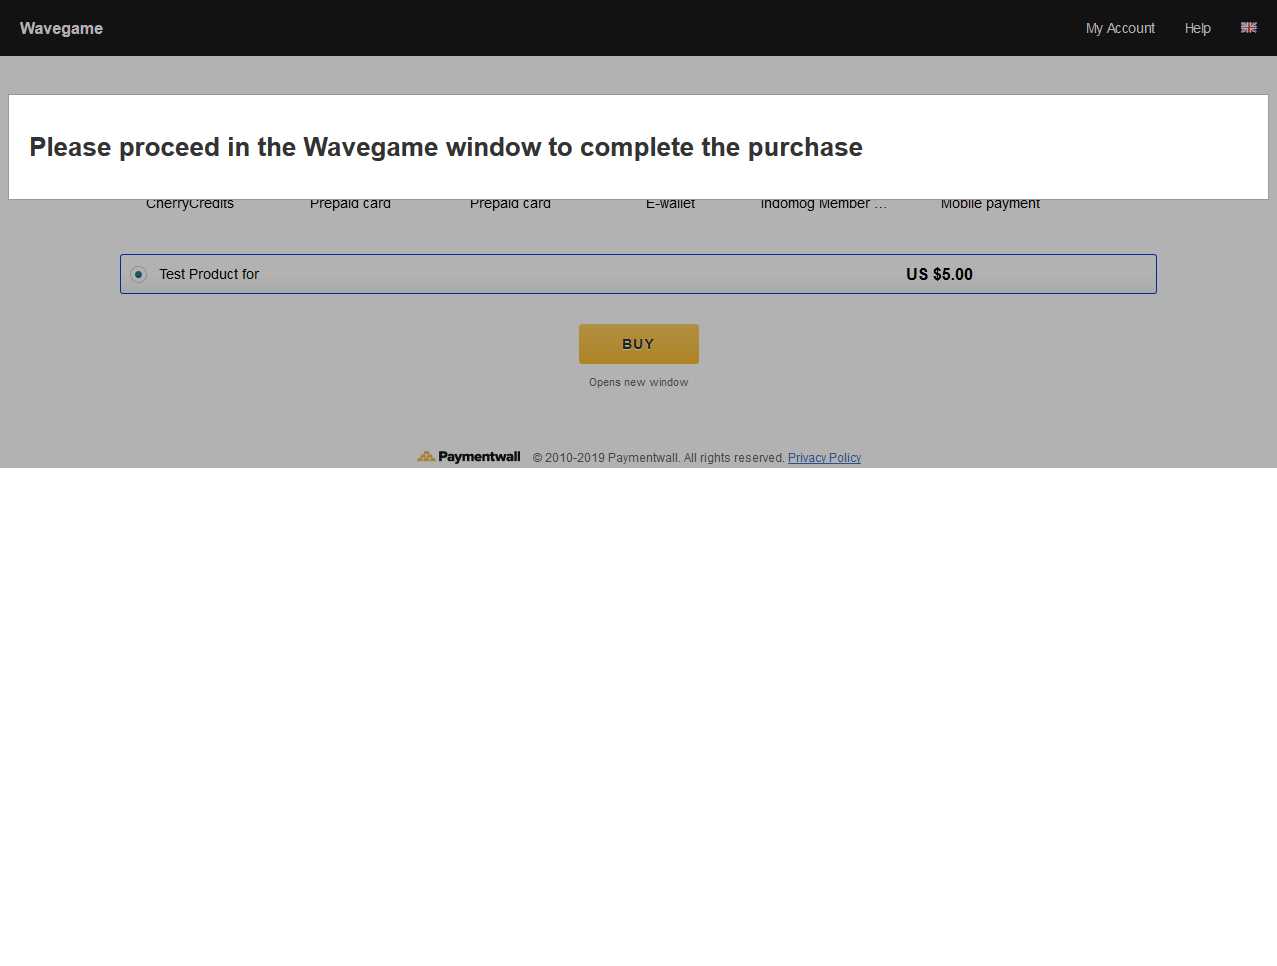 Wavegame My Account Help
Please proceed in the Wavegame window to complete the purchase
CherryCredits Prepaid card Prepaid card E-wallet Indomog Member ... Mobile payment
Test Product for US $5.00
BUY
Opens new window
Paymentwall © 2010-2019 Paymentwall. All rights reserved. Privacy Policy